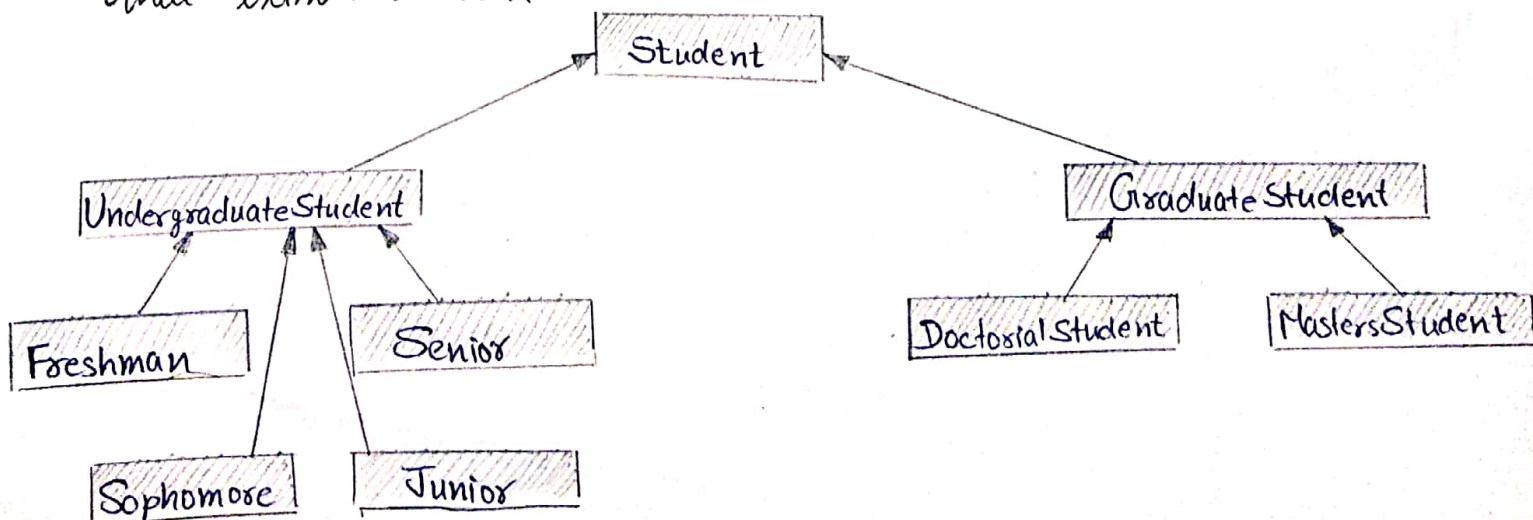 Student
UndergraduateStudent
GraduateStudent
Freshman
Senior
DoctorialStudent
MastersStudent
Sophomore
Junior